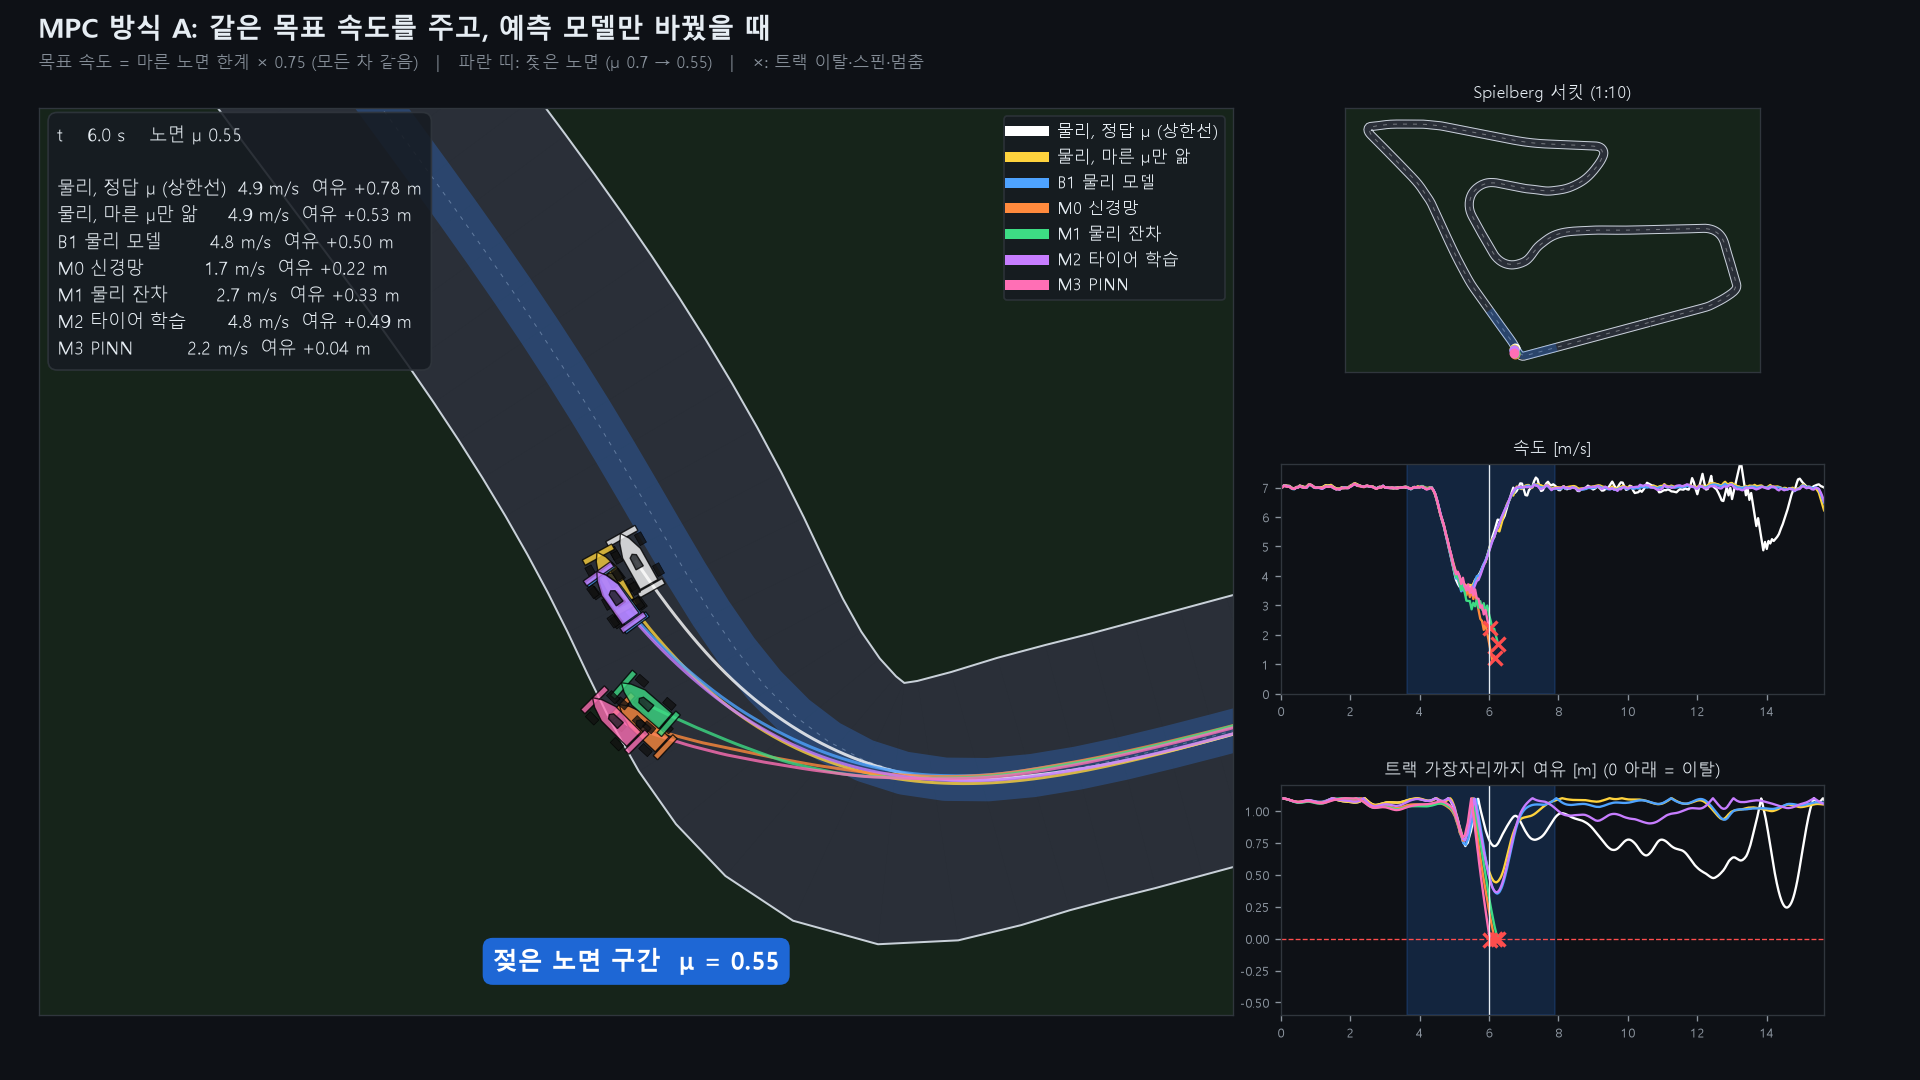 MPC 방식 A: 같은 목표 속도를 주고, 예측 모델만 바꿨을 때
목표 속도 = 마른 노면 한계 × 0.75 (모든 차 같음) | 파란 띠: 젖은 노면 (μ 0.7 → 0.55) | ×: 트랙 이탈·스핀·멈춤
t 6.0 s 노면 μ 0.55
물리, 정답 μ (상한선) 4.9 m/s 여유 +0.78 m
물리, 마른 μ만 앎 4.9 m/s 여유 +0.53 m
B1 물리 모델 4.8 m/s 여유 +0.50 m
M0 신경망 1.7 m/s 여유 +0.22 m
M1 물리 잔차 2.7 m/s 여유 +0.33 m
M2 타이어 학습 4.8 m/s 여유 +0.49 m
M3 PINN 2.2 m/s 여유 +0.04 m
물리, 정답 μ (상한선)
물리, 마른 μ만 앎
B1 물리 모델
M0 신경망
M1 물리 잔차
M2 타이어 학습
M3 PINN
젖은 노면 구간 μ = 0.55
Spielberg 서킷 (1:10)
속도 [m/s]
7
6
5
4
3
2
1
0
0 2 4 6 8 10 12 14
트랙 가장자리까지 여유 [m] (0 아래 = 이탈)
1.00
0.75
0.50
0.25
0.00
-0.25
-0.50
0 2 4 6 8 10 12 14